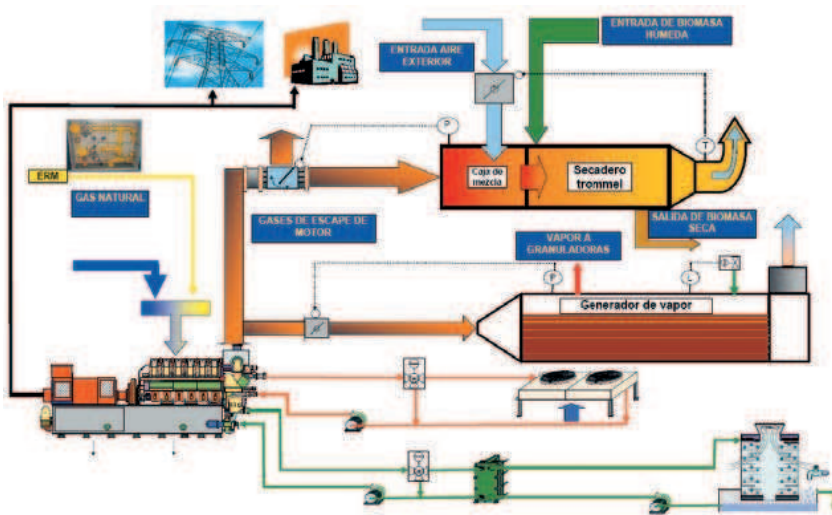 ENTRADA DE BIOMASA
HÚMEDA
ENTRADA AIRE
EXTERIOR
P
T
Caja de
mezcla
Secadero
trommel
ERM
GAS NATURAL
GASES DE ESCAPE DE
MOTOR
SALIDA DE BIOMASA
SECA
VAPOR A
GRANULADORAS
P
L
Generador de vapor